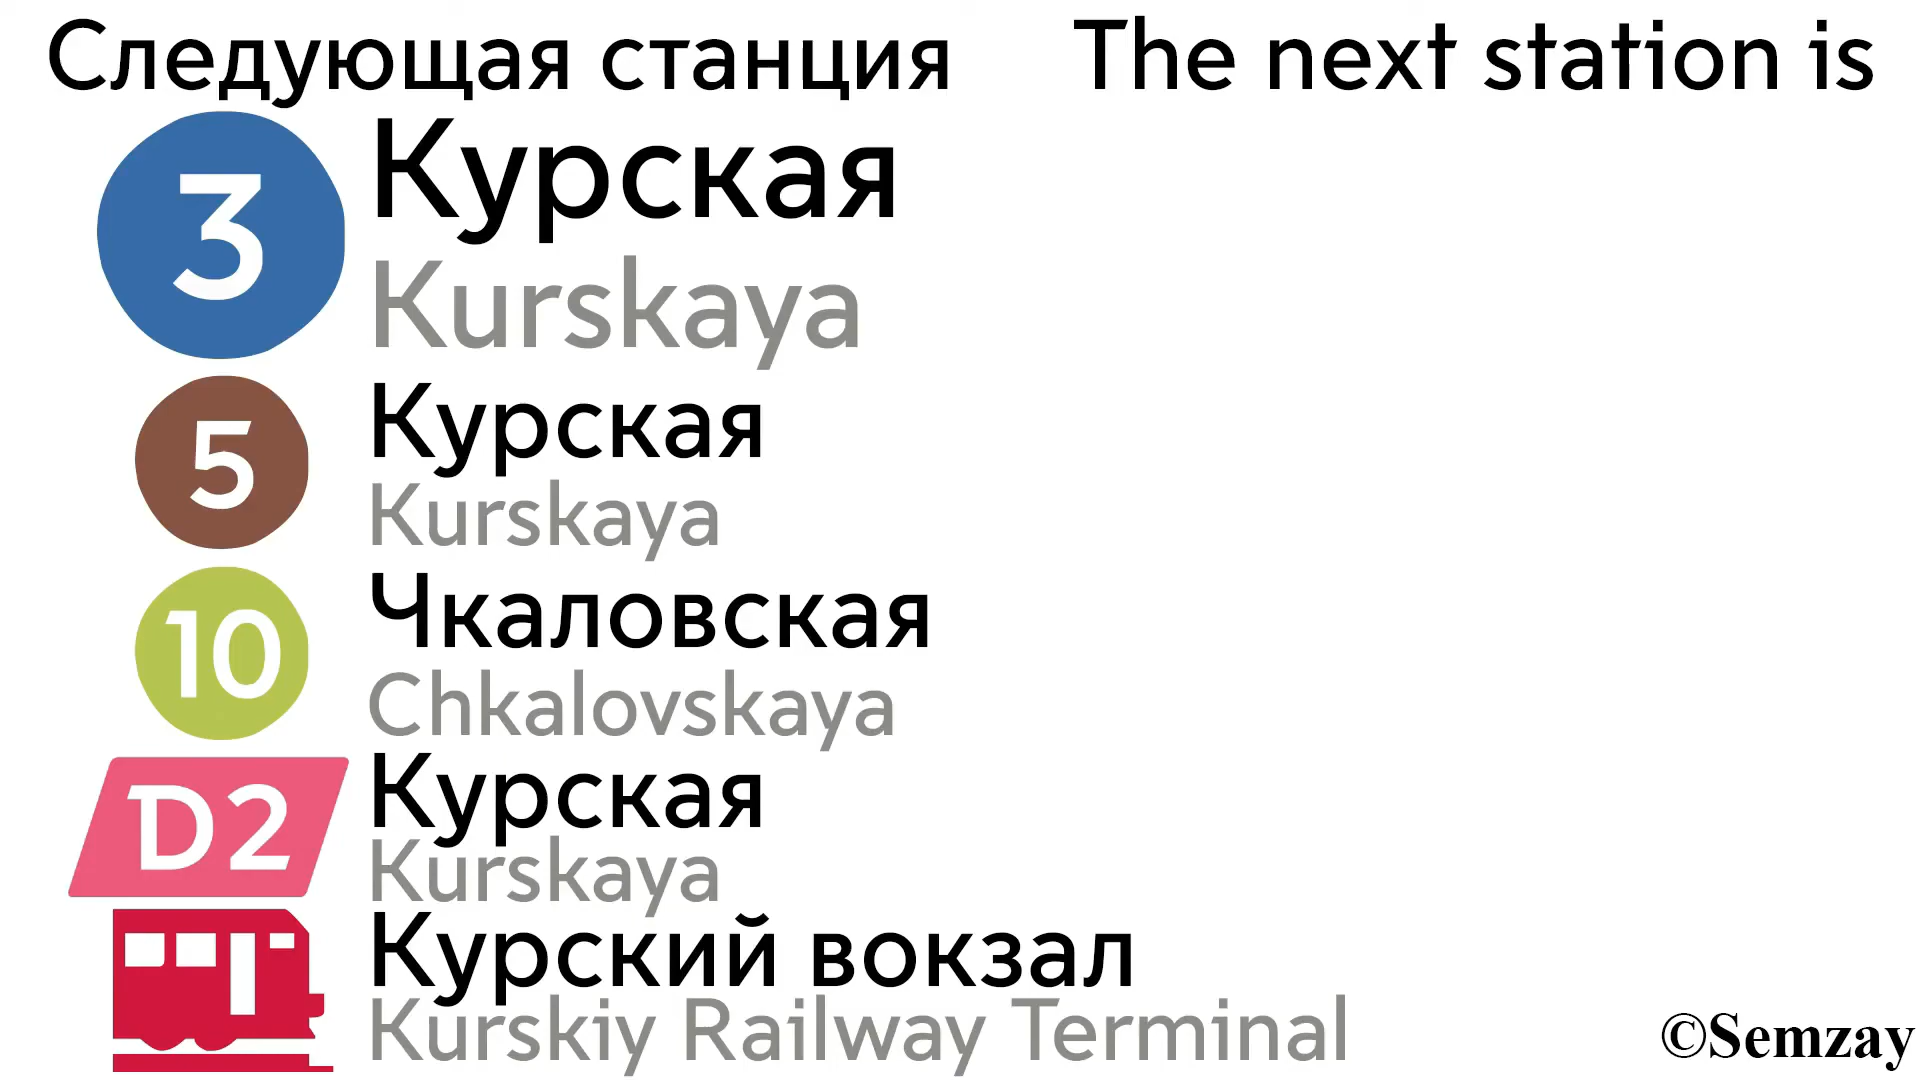 Следующая станция The next station is
3 Курская
Kurskaya
5 Курская
Kurskaya
10 Чкаловская
Chkalovskaya
D2 Курская
Kurskaya
Курский вокзал
Kurskiy Railway Terminal
©Semzay